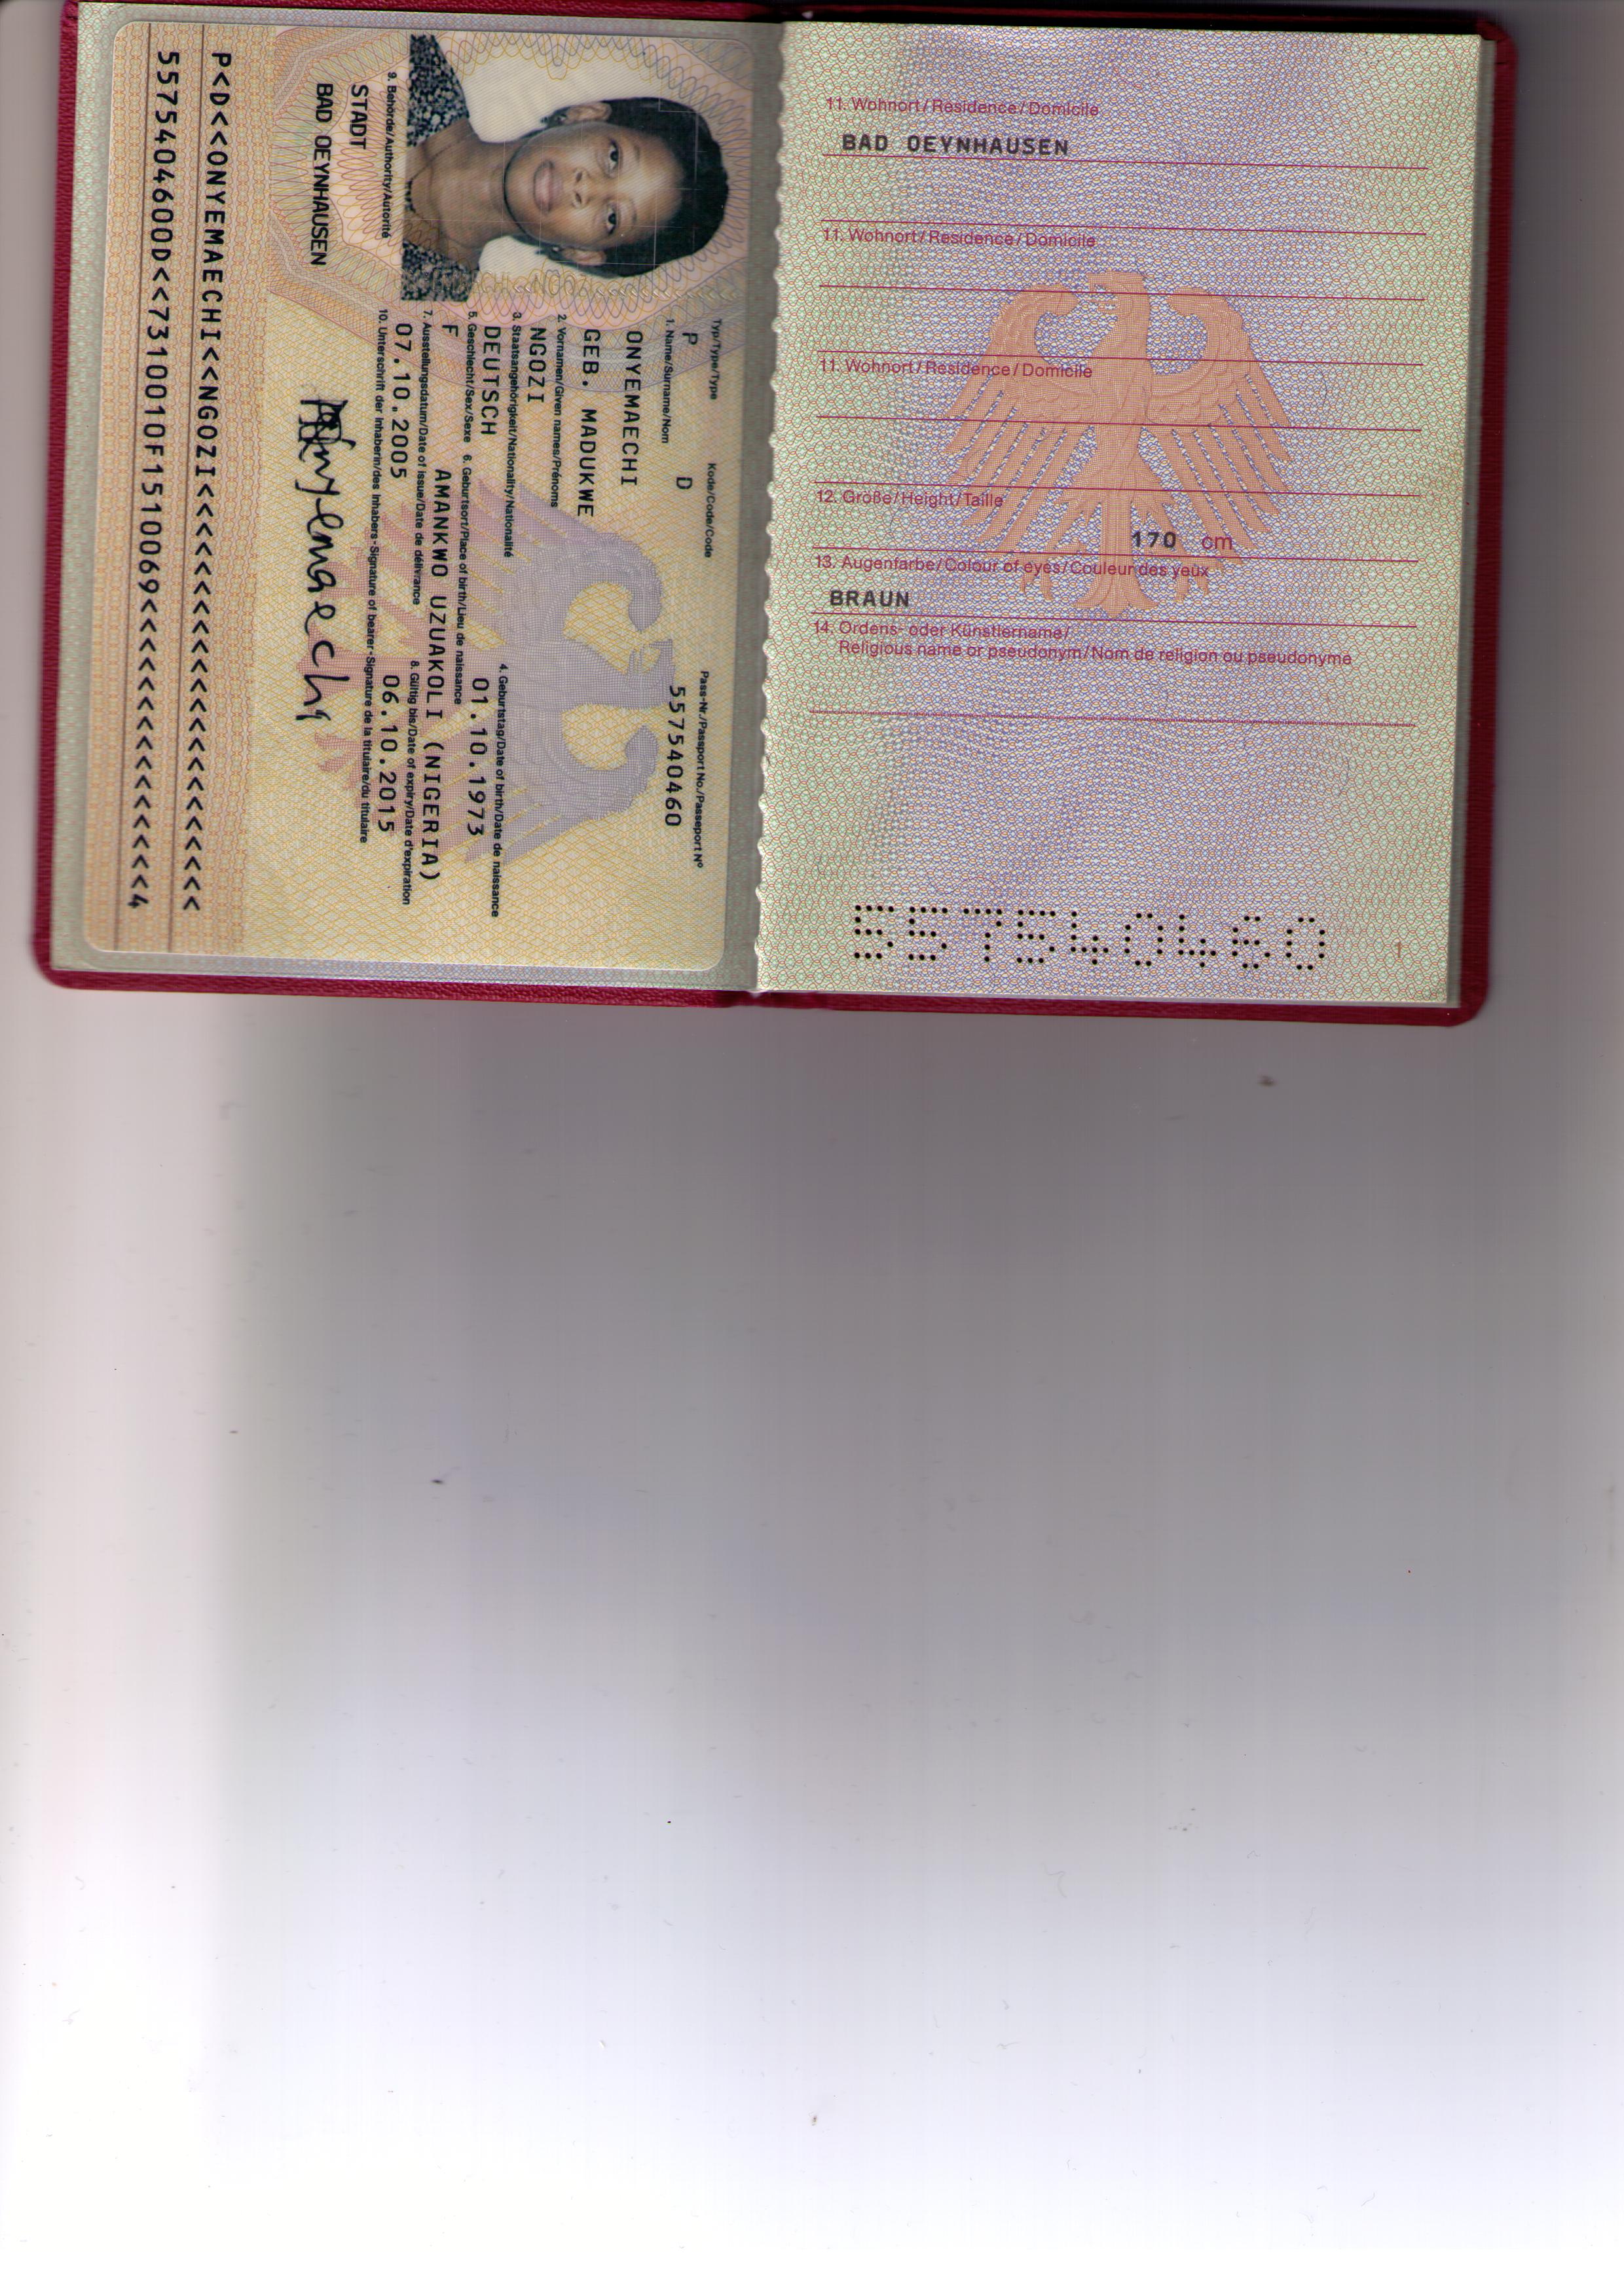 11. Wohnort/Residence/Domicile
BAD OEYNHAUSEN
11. Wohnort/Residence/Domicile
11. Wohnort/Residence/Domicile
12. Größe/Height/Taille
170 cm
13. Augenfarbe/Colour of eyes/Couleur des yeux
BRAUN
14. Ordens- oder Künstlername/
Religious name or pseudonym/Nom de religion ou pseudonyme
557540460
1
Typ/Type/Type Kode/Code/Code Pass-Nr./Passport No./Passeport Nº
P D 557540460
1. Name/Surname/Nom
ONYEMAECHI
GEB. MADUKWE
2. Vornamen/Given names/Prénoms
NGOZI
3. Staatsangehörigkeit/Nationality/Nationalité 4. Geburtstag/Date of birth/Date de naissance
DEUTSCH 01.10.1973
5. Geschlecht/Sex/Sexe 6. Geburtsort/Place of birth/Lieu de naissance
F AMANKWO UZUAKOLI (NIGERIA)
7. Ausstellungsdatum/Date of issue/Date de délivrance 8. Gültig bis/Date of expiry/Date d'expiration
07.10.2005 06.10.2015
9. Behörde/Authority/Autorité 10. Unterschrift der Inhaberin/des Inhabers-Signature of bearer-Signature de la titulaire/du titulaire
STADT
BAD OEYNHAUSEN
Onyemaechi
P<D<<ONYEMAECHI<<NGOZI<<<<<<<<<<<<<<<<<<<<<<
5575404600D<<7310010F1510069<<<<<<<<<<<<<<<4